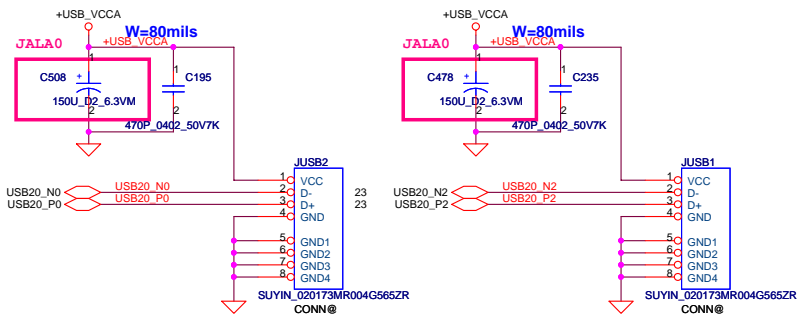 +USB_VCCA
W=80mils
JALA0
+USB_VCCA
1
1
C508
+
C195
150U_D2_6.3VM
2
2
470P_0402_50V7K
JUSB2
1
VCC
USB20_N0
USB20_N0
2
D-
23
USB20_P0
USB20_P0
3
D+
23
4
GND
5
GND1
6
GND2
7
GND3
8
GND4
SUYIN_020173MR004G565ZR
CONN@
+USB_VCCA
W=80mils
JALA0
+USB_VCCA
1
1
C478
+
C235
150U_D2_6.3VM
2
2
470P_0402_50V7K
JUSB1
1
VCC
USB20_N2
USB20_N2
2
D-
USB20_P2
USB20_P2
3
D+
4
GND
5
GND1
6
GND2
7
GND3
8
GND4
SUYIN_020173MR004G565ZR
CONN@